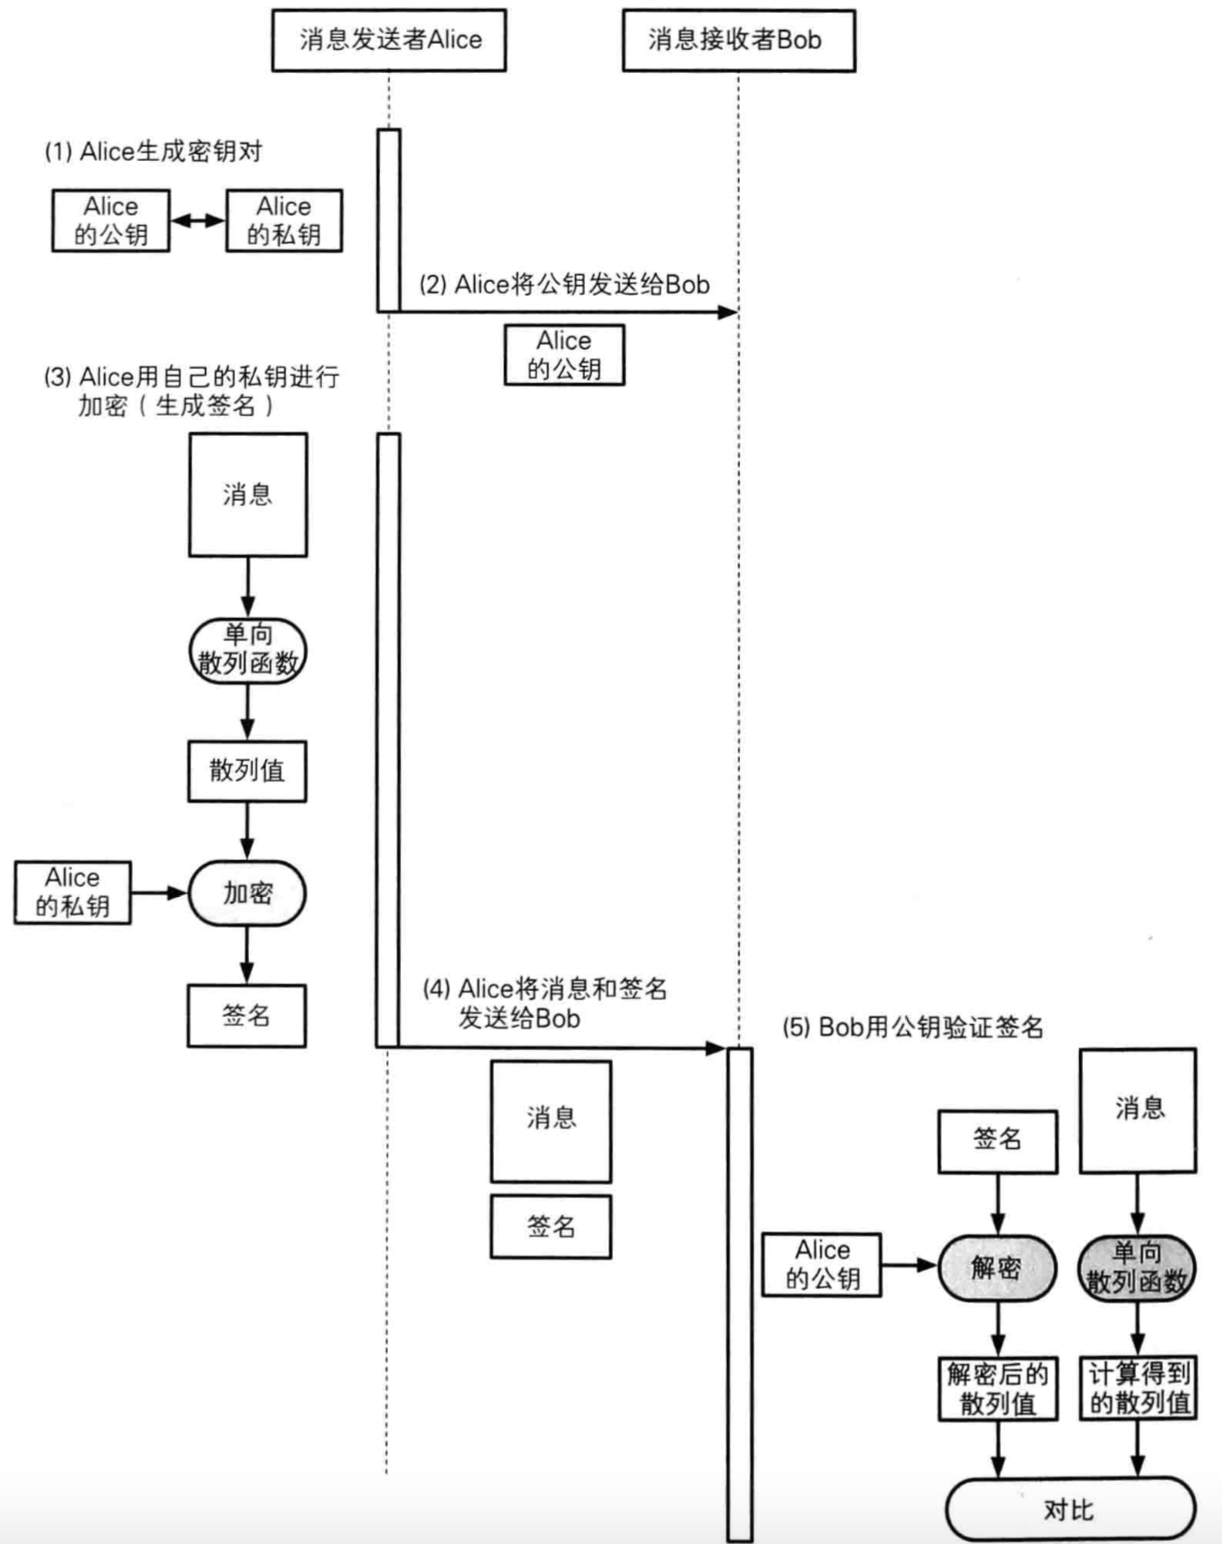 消息发送者Alice
消息接收者Bob
(1) Alice生成密钥对
Alice
的公钥
Alice
的私钥
(2) Alice将公钥发送给Bob
Alice
的公钥
(3) Alice用自己的私钥进行
加密（生成签名）
消息
单向
散列函数
散列值
Alice
的私钥
加密
签名
(4) Alice将消息和签名
发送给Bob
消息
签名
(5) Bob用公钥验证签名
签名
消息
Alice
的公钥
解密
单向
散列函数
解密后的
散列值
计算得到
的散列值
对比